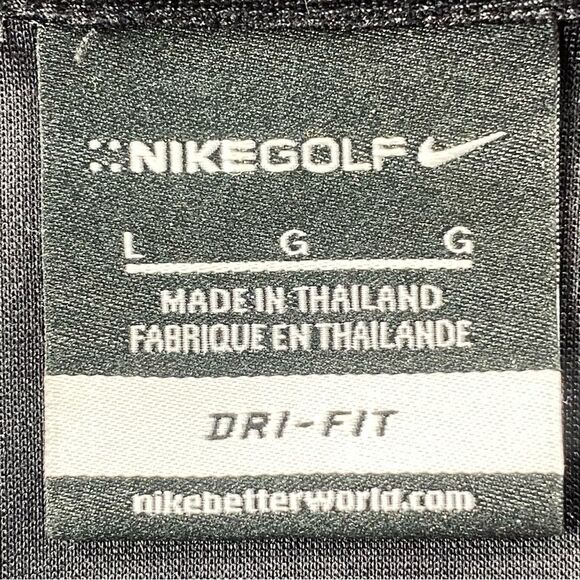 NIKEGOLF
L G G
MADE IN THAILAND
FABRIQUE EN THAILANDE
DRI-FIT
nikebetterworld.com